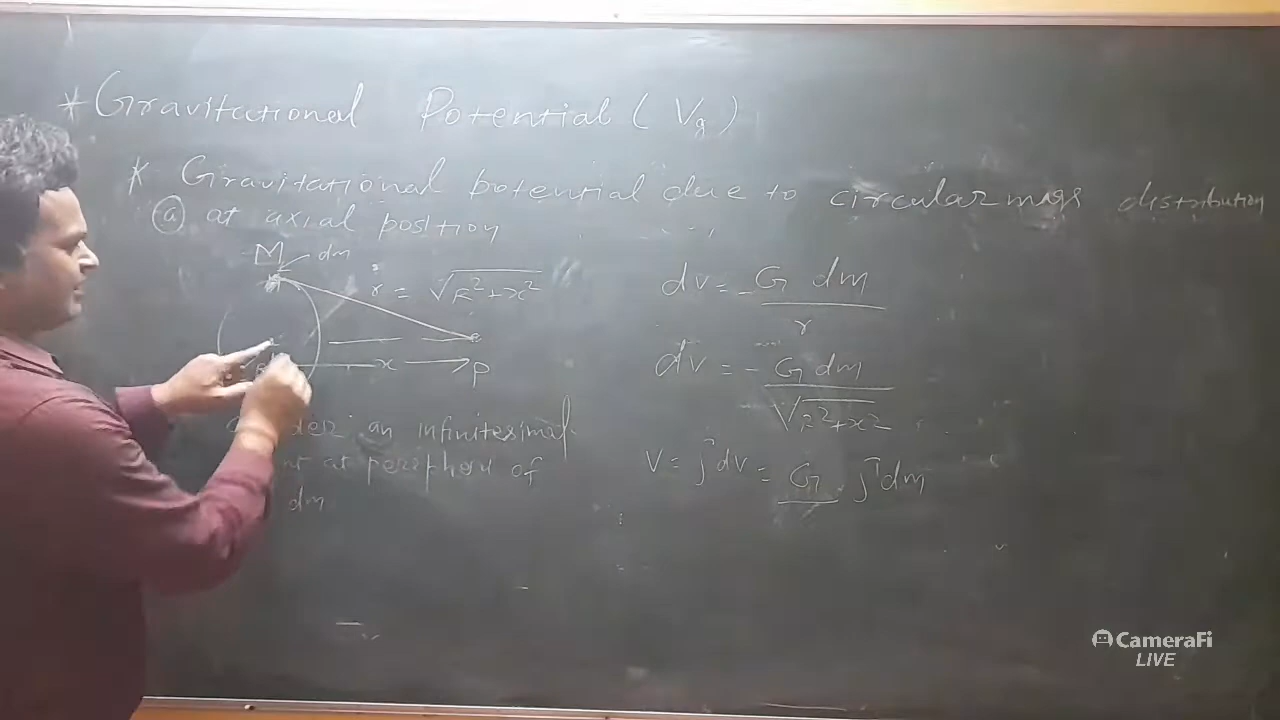 * Gravitational Potential (Vg)
* Gravitational potential due to circular mass distribution
(a) at axial position
M dm
r = √R²+x²
x → P
an infinitesimal
at peripheri of
dm
dv = - G dm / r
dv = - G dm / √R²+x²
V = ∫dv = G ∫dm
CameraFi
LIVE